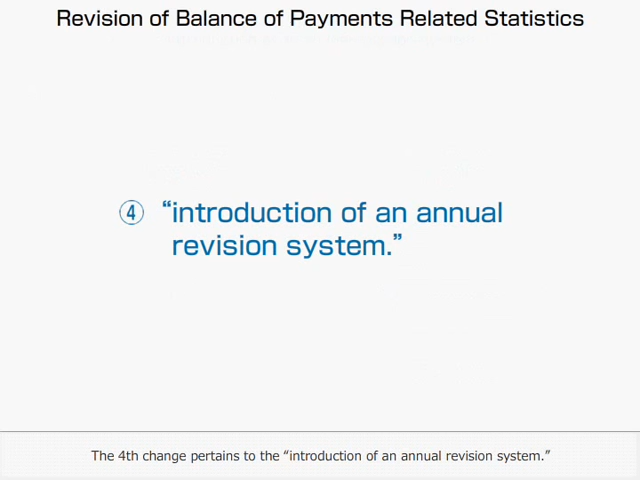 Revision of Balance of Payments Related Statistics
④ “introduction of an annual
revision system.”
The 4th change pertains to the “introduction of an annual revision system.”